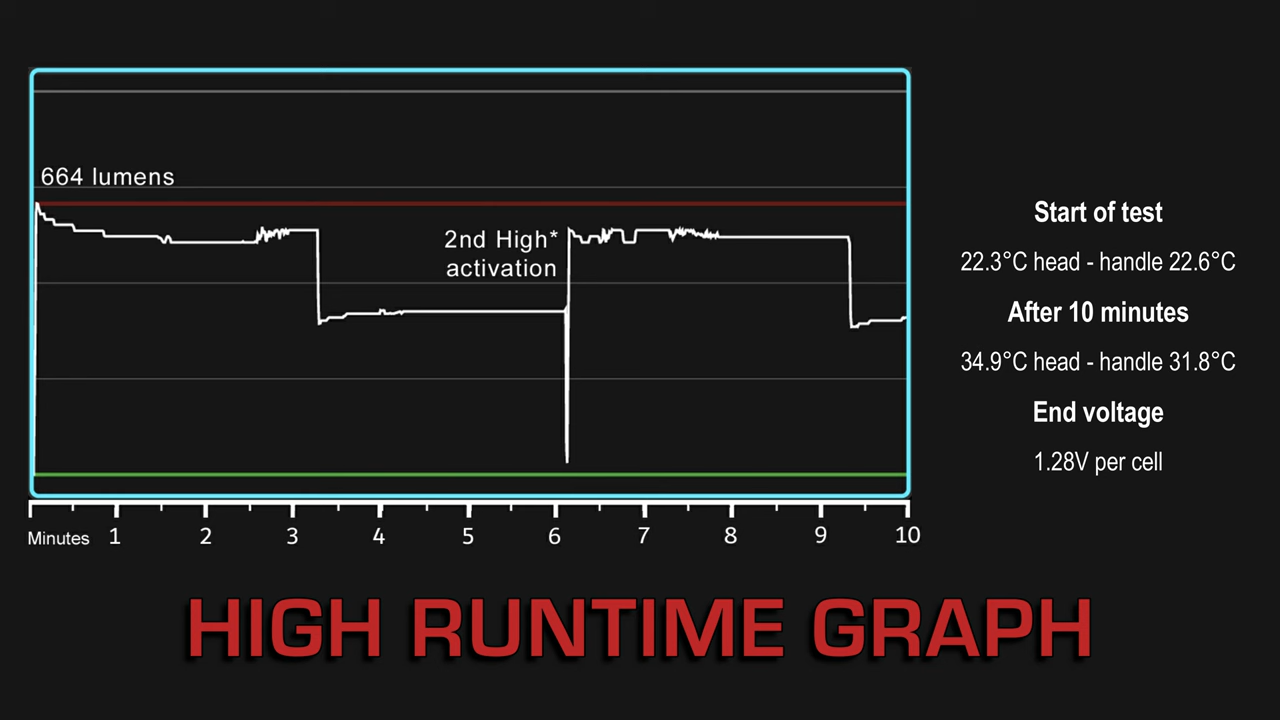 664 lumens
2nd High*
activation
Minutes 1 2 3 4 5 6 7 8 9 10
Start of test
22.3°C head - handle 22.6°C
After 10 minutes
34.9°C head - handle 31.8°C
End voltage
1.28V per cell
HIGH RUNTIME GRAPH